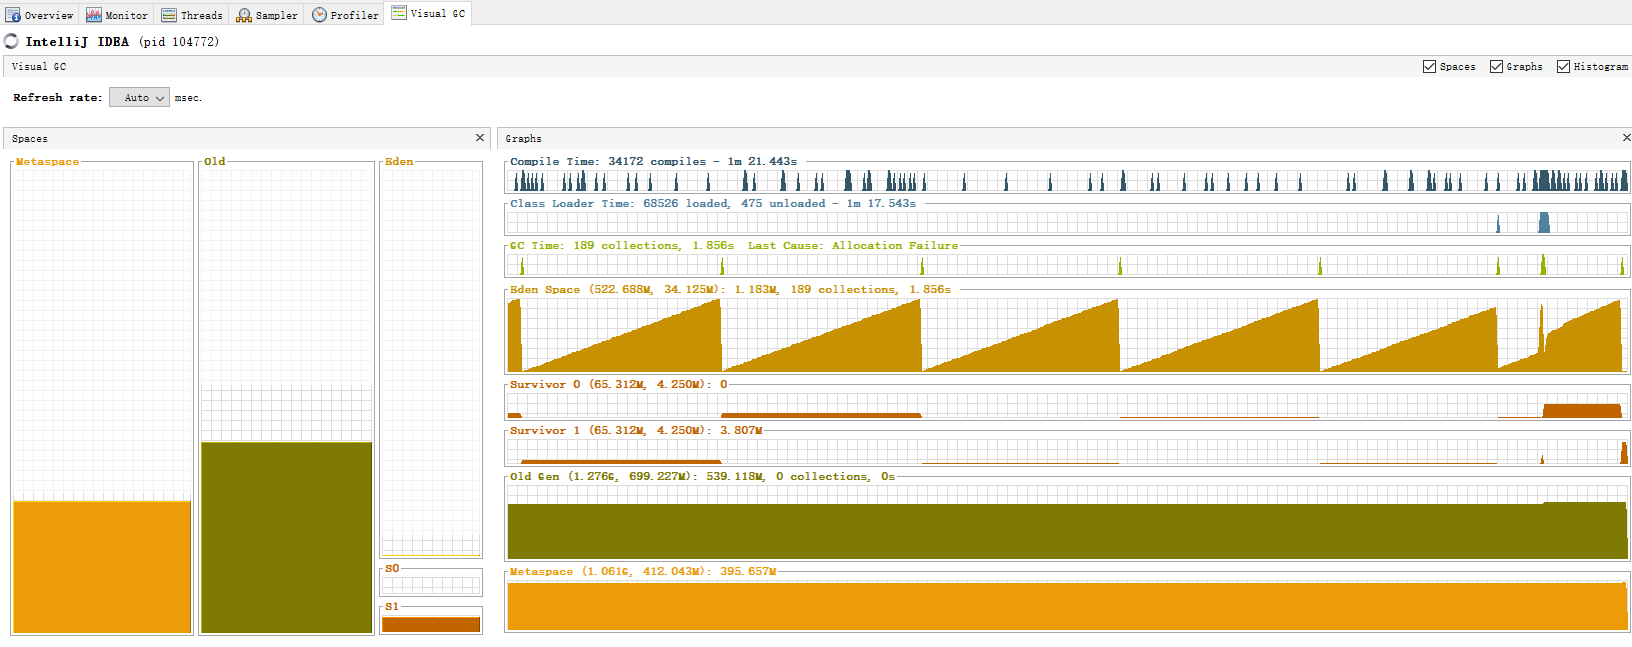 Overview Monitor Threads Sampler Profiler Visual GC
IntelliJ IDEA (pid 104772)
Visual GC
Spaces Graphs Histogram
Refresh rate: Auto msec.
Spaces
Metaspace
Old
Eden
S0
S1
Graphs
Compile Time: 34172 compiles - 1m 21.443s
Class Loader Time: 68526 loaded, 475 unloaded - 1m 17.543s
GC Time: 189 collections, 1.856s Last Cause: Allocation Failure
Eden Space (522.688M, 34.125M): 1.183M, 189 collections, 1.856s
Survivor 0 (65.312M, 4.250M): 0
Survivor 1 (65.312M, 4.250M): 3.807M
Old Gen (1.276G, 699.227M): 539.118M, 0 collections, 0s
Metaspace (1.061G, 412.043M): 395.657M